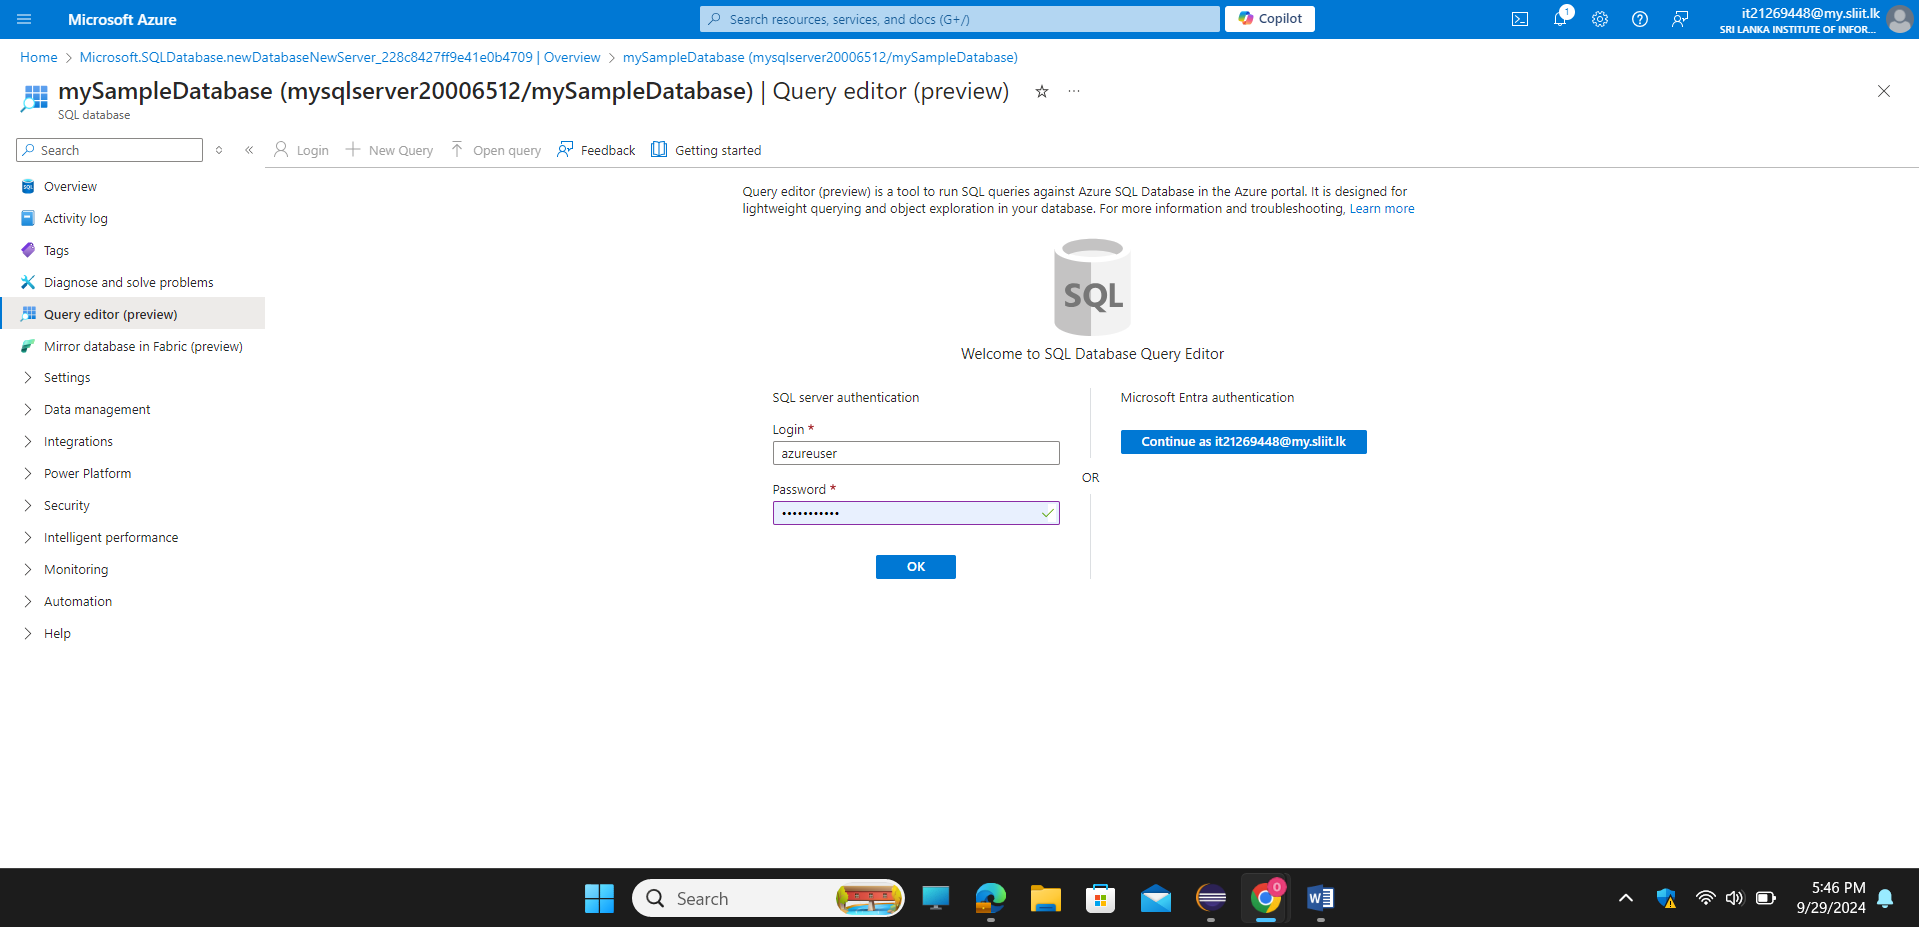 Microsoft Azure
Search resources, services, and docs (G+/)
Copilot
1
it21269448@my.sliit.lk
SRI LANKA INSTITUTE OF INFOR...
Home > Microsoft.SQLDatabase.newDatabaseNewServer_228c8427ff9e41e0b4709 | Overview > mySampleDatabase (mysqlserver20006512/mySampleDatabase)
mySampleDatabase (mysqlserver20006512/mySampleDatabase) | Query editor (preview)
SQL database
Search
Login
New Query
Open query
Feedback
Getting started
Overview
Activity log
Tags
Diagnose and solve problems
Query editor (preview)
Mirror database in Fabric (preview)
Settings
Data management
Integrations
Power Platform
Security
Intelligent performance
Monitoring
Automation
Help
Query editor (preview) is a tool to run SQL queries against Azure SQL Database in the Azure portal. It is designed for
lightweight querying and object exploration in your database. For more information and troubleshooting, Learn more
SQL
Welcome to SQL Database Query Editor
SQL server authentication
Login *
azureuser
Password *
•••••••••••
OK
OR
Microsoft Entra authentication
Continue as it21269448@my.sliit.lk
Search
0
5:46 PM
9/29/2024